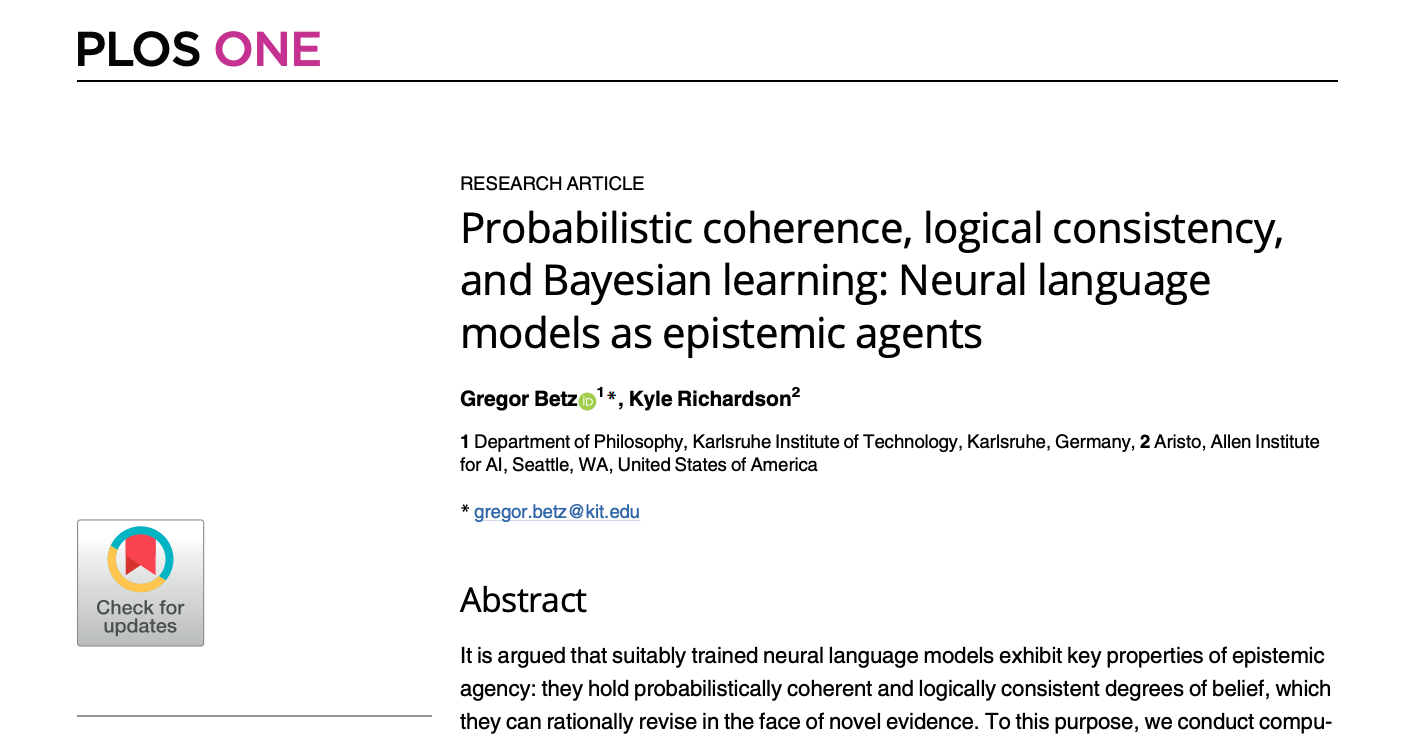 PLOS ONE
RESEARCH ARTICLE
Probabilistic coherence, logical consistency,
and Bayesian learning: Neural language
models as epistemic agents
Gregor Betz iD 1*, Kyle Richardson2
1 Department of Philosophy, Karlsruhe Institute of Technology, Karlsruhe, Germany, 2 Aristo, Allen Institute
for AI, Seattle, WA, United States of America
* gregor.betz@kit.edu
Check for
updates
Abstract
It is argued that suitably trained neural language models exhibit key properties of epistemic
agency: they hold probabilistically coherent and logically consistent degrees of belief, which
they can rationally revise in the face of novel evidence. To this purpose, we conduct compu-